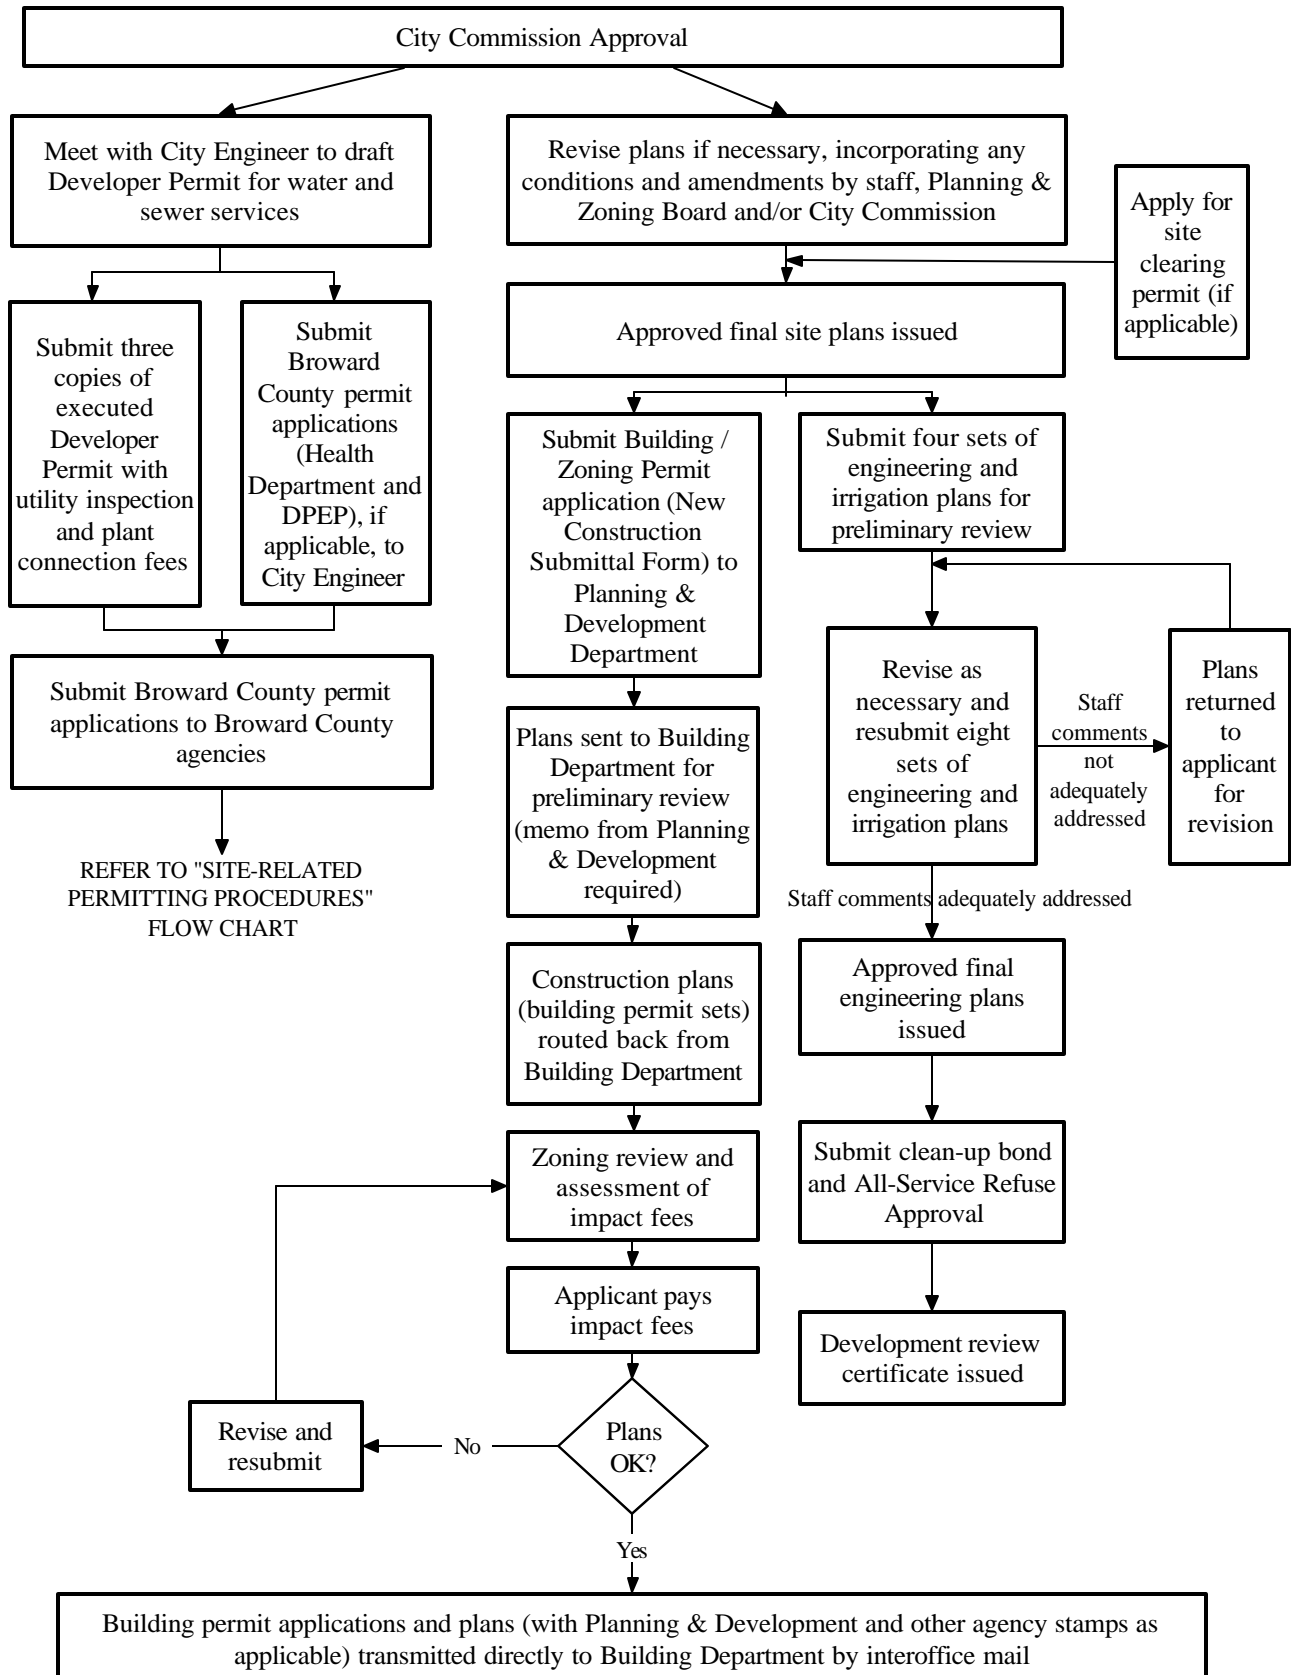 City Commission Approval
Meet with City Engineer to draft
Developer Permit for water and
sewer services
Revise plans if necessary, incorporating any
conditions and amendments by staff, Planning &
Zoning Board and/or City Commission
Apply for
site
clearing
permit (if
applicable)
Submit three
copies of
executed
Developer
Permit with
utility inspection
and plant
connection fees
Submit
Broward
County permit
applications
(Health
Department and
DPEP), if
applicable, to
City Engineer
Approved final site plans issued
Submit Building /
Zoning Permit
application (New
Construction
Submittal Form) to
Planning &
Development
Department
Submit four sets of
engineering and
irrigation plans for
preliminary review
Submit Broward County permit
applications to Broward County
agencies
REFER TO "SITE-RELATED
PERMITTING PROCEDURES"
FLOW CHART
Plans sent to Building
Department for
preliminary review
(memo from Planning
& Development
required)
Revise as
necessary and
resubmit eight
sets of
engineering and
irrigation plans
Staff
comments
not
adequately
addressed
Plans
returned
to
applicant
for
revision
Staff comments adequately addressed
Construction plans
(building permit sets)
routed back from
Building Department
Approved final
engineering plans
issued
Zoning review and
assessment of
impact fees
Submit clean-up bond
and All-Service Refuse
Approval
Applicant pays
impact fees
Development review
certificate issued
Plans
OK?
No
Revise and
resubmit
Yes
Building permit applications and plans (with Planning & Development and other agency stamps as
applicable) transmitted directly to Building Department by interoffice mail